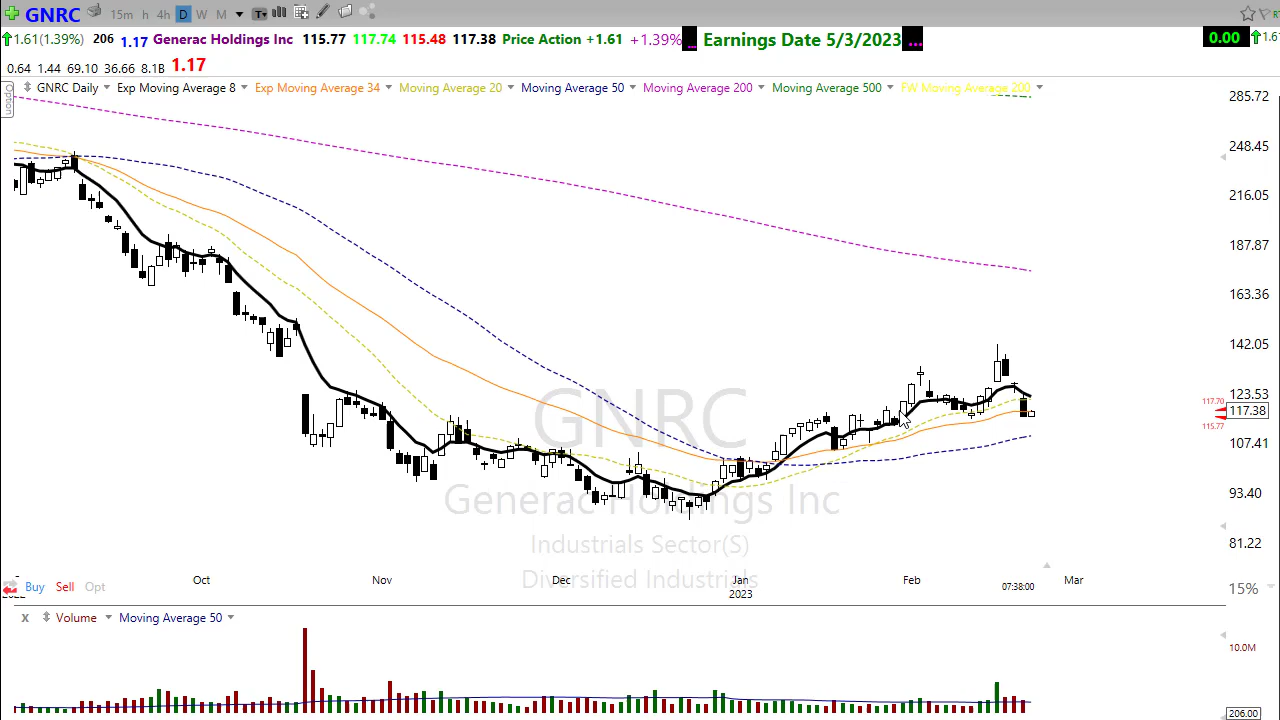 GNRC 15m h 4h D W M
1.61(1.39%) 206 1.17 Generac Holdings Inc 115.77 117.74 115.48 117.38 Price Action +1.61 +1.39% ... Earnings Date 5/3/2023 ... 0.00
0.64 1.44 69.10 36.66 8.1B 1.17
Option
GNRC Daily Exp Moving Average 8 Exp Moving Average 34 Moving Average 20 Moving Average 50 Moving Average 200 Moving Average 500 FW Moving Average 200
285.72
248.45
216.05
187.87
163.36
142.05
123.53
117.70
117.38
115.77
107.41
93.40
81.22
GNRC
Generac Holdings Inc
Industrials Sector(S)
Diversified Industrials
Oct Nov Dec Jan Feb Mar
2023
07:38:00
Buy Sell Opt
15%
X Volume Moving Average 50
10.0M
206.00